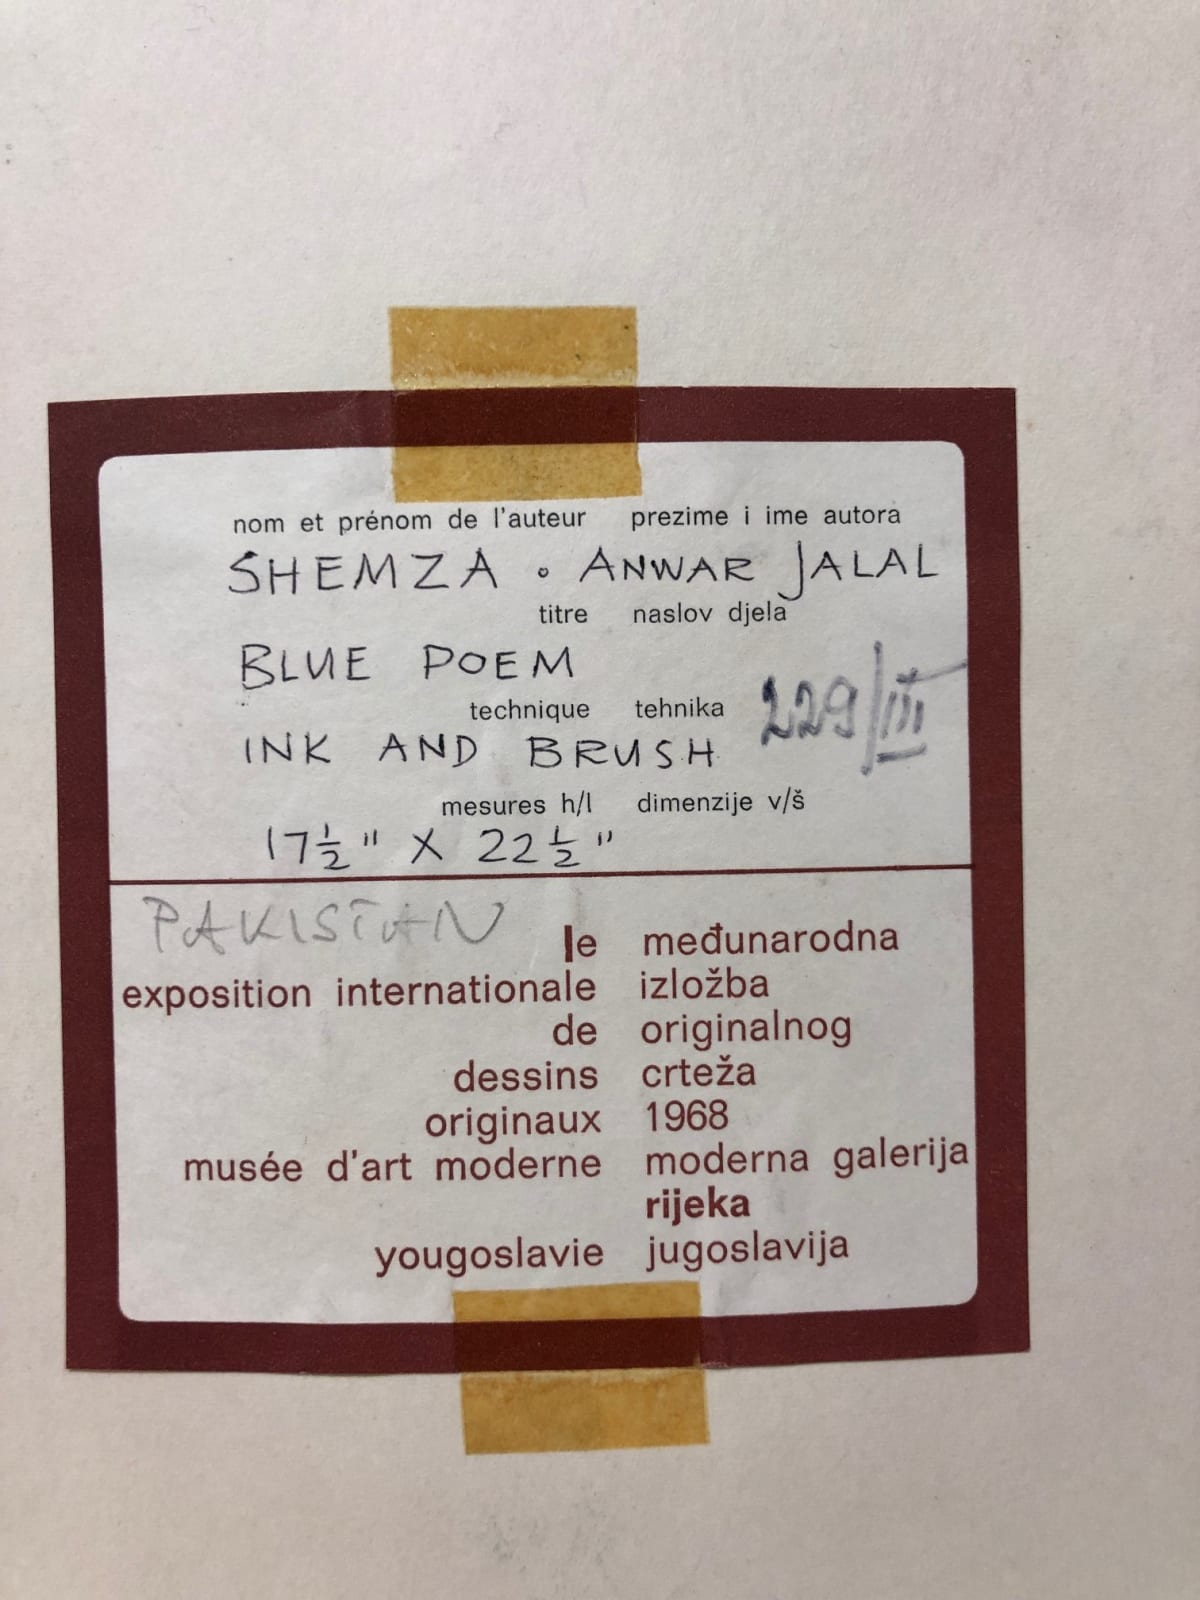 nom et prénom de l'auteur prezime i ime autora
SHEMZA . ANWAR JALAL
titre naslov djela
BLUE POEM
technique tehnika
229/III
INK AND BRUSH
mesures h/l dimenzije v/š
17½" X 22½"
PAKISTAN
le međunarodna
exposition internationale izložba
de originalnog
dessins crteža
originaux 1968
musée d'art moderne moderna galerija
rijeka
yougoslavie jugoslavija